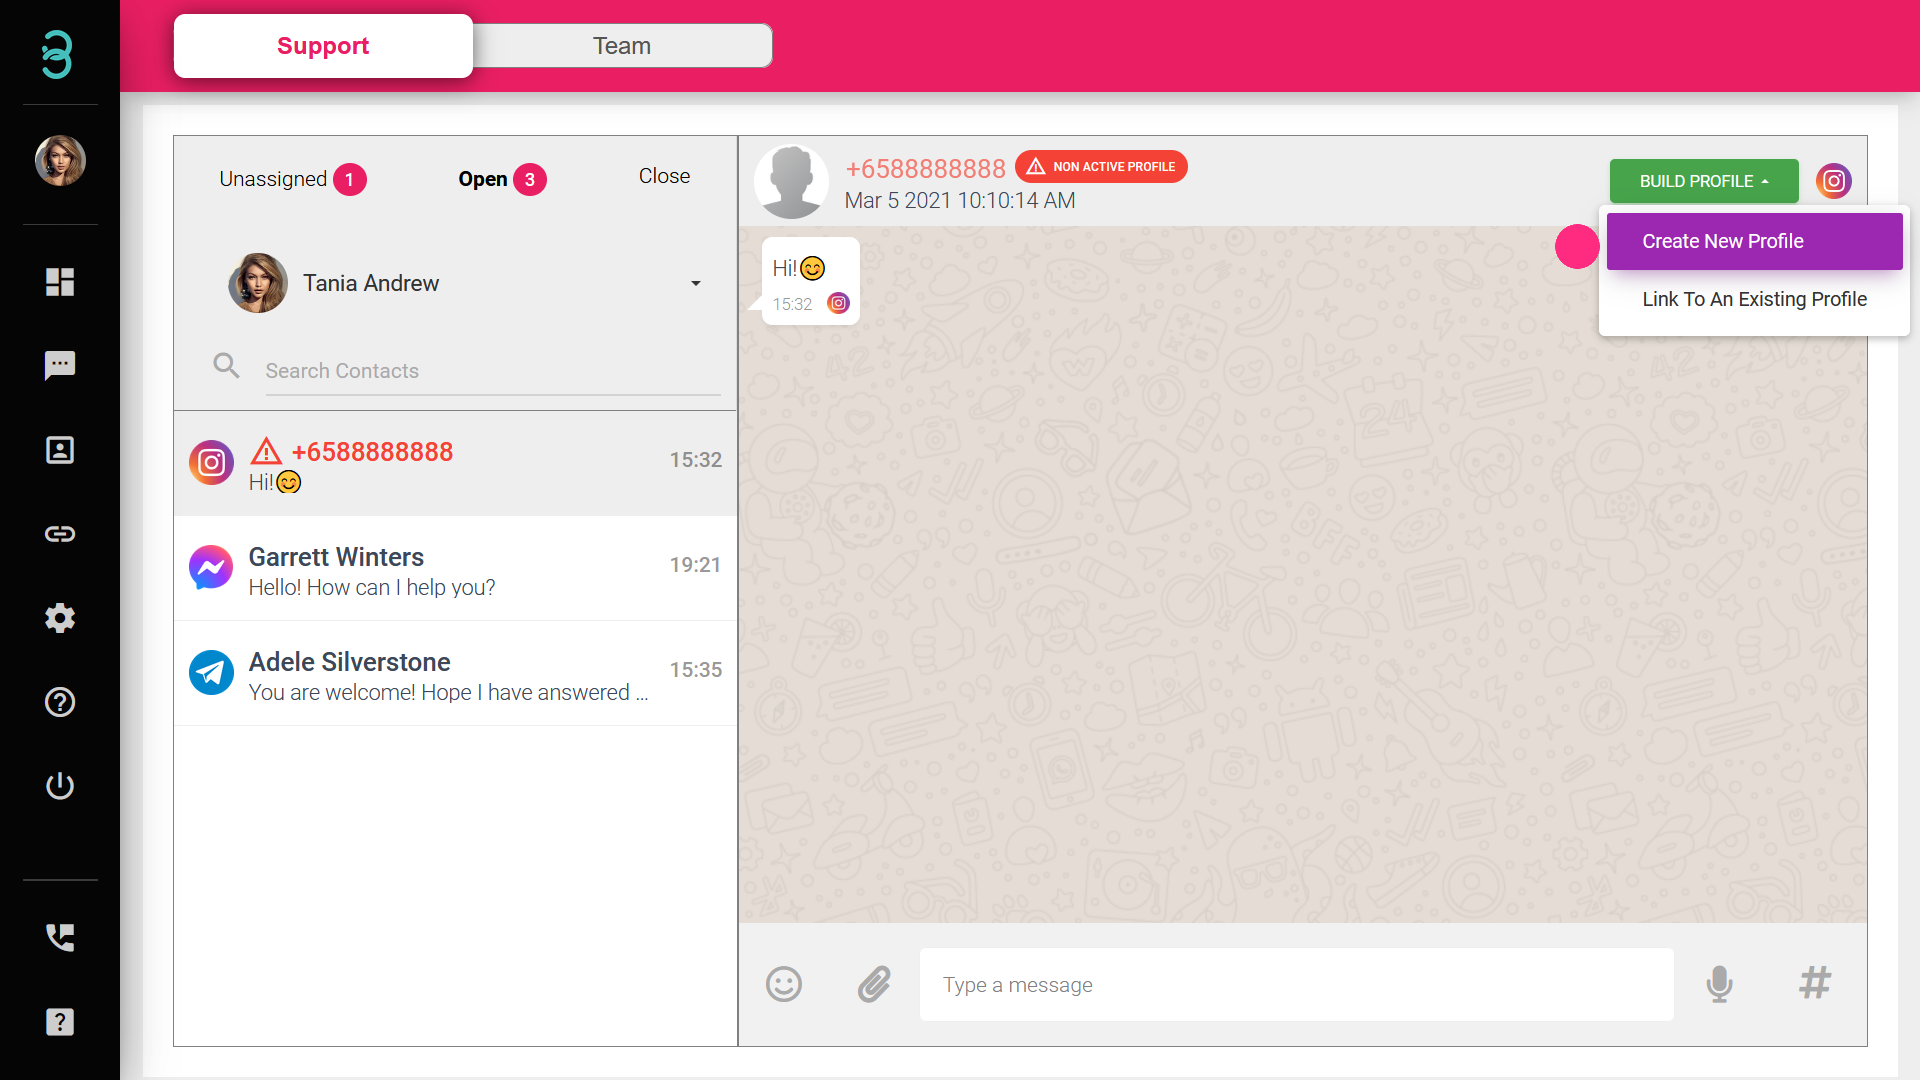 Support
Team
Unassigned 1
Open 3
Close
Tania Andrew
Search Contacts
+6588888888
15:32
Hi!😊
Garrett Winters
19:21
Hello! How can I help you?
Adele Silverstone
15:35
You are welcome! Hope I have answered ...
+6588888888
NON ACTIVE PROFILE
Mar 5 2021 10:10:14 AM
BUILD PROFILE
Create New Profile
Link To An Existing Profile
Hi!😊
15:32
Type a message